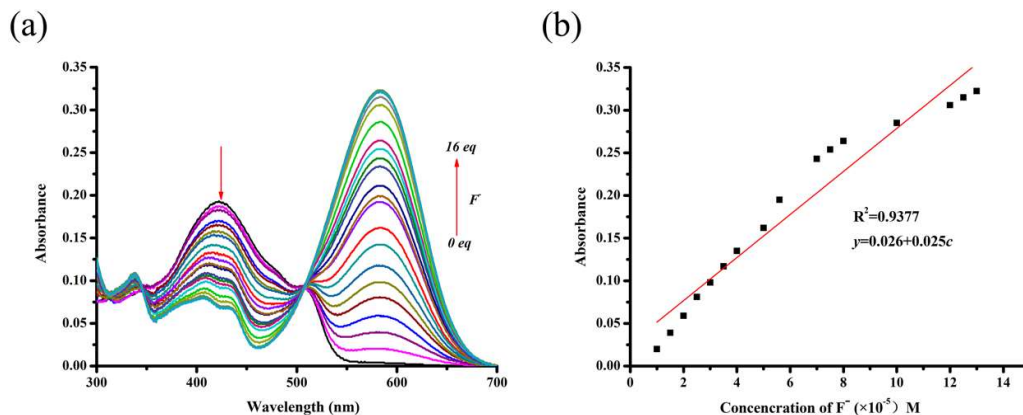 (a)
(b)
0.35
0.30
0.25
0.20
0.15
0.10
0.05
0.00
Absorbance
300
400
500
600
700
Wavelength (nm)
16 eq
F⁻
0 eq
0.35
0.30
0.25
0.20
0.15
0.10
0.05
0.00
Absorbance
R²=0.9377
y=0.026+0.025c
0
2
4
6
8
10
12
14
Concencration of F⁻ (×10⁻⁵) M